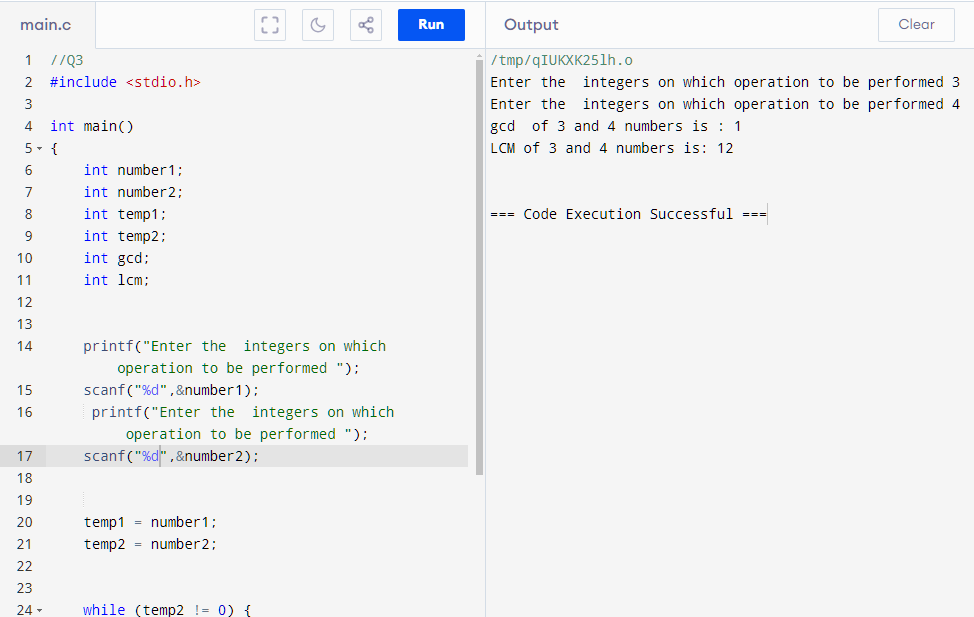 main.c
Run
Output
Clear
1 //Q3
2 #include <stdio.h>
3
4 int main()
5 {
6 int number1;
7 int number2;
8 int temp1;
9 int temp2;
10 int gcd;
11 int lcm;
12
13
14 printf("Enter the  integers on which
operation to be performed ");
15 scanf("%d",&number1);
16 printf("Enter the  integers on which
operation to be performed ");
17 scanf("%d",&number2);
18
19
20 temp1 = number1;
21 temp2 = number2;
22
23
24 while (temp2 != 0) {
/tmp/qIUKXK25lh.o
Enter the  integers on which operation to be performed 3
Enter the  integers on which operation to be performed 4
gcd  of 3 and 4 numbers is : 1
LCM of 3 and 4 numbers is: 12
=== Code Execution Successful ===